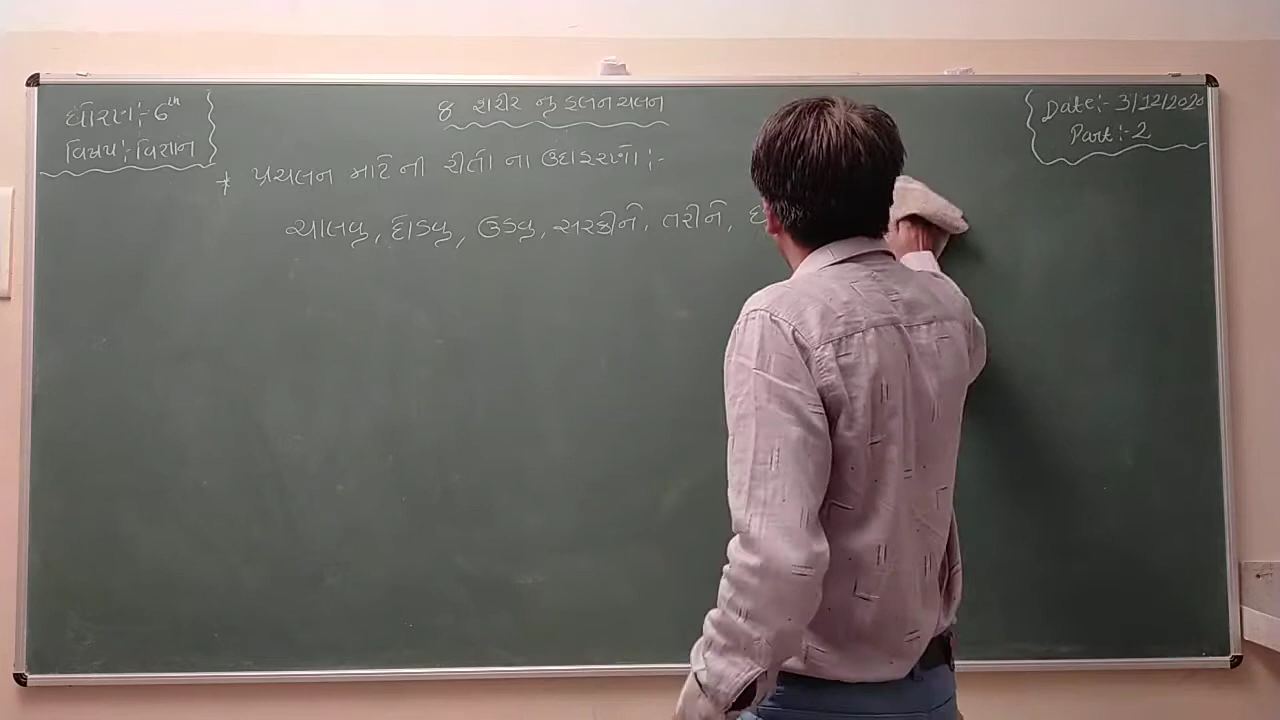 ધોરણ:- 6th
વિષય:- વિજ્ઞાન
8 શરીર નુ હલનચલન
Date:- 3/12/2020
Part:- 2
* પ્રચલન માટે ની રીતો ના ઉદાહરણો :-
ચાલવુ, દોડવુ, ઉડવુ, સરકીને, તરીને,